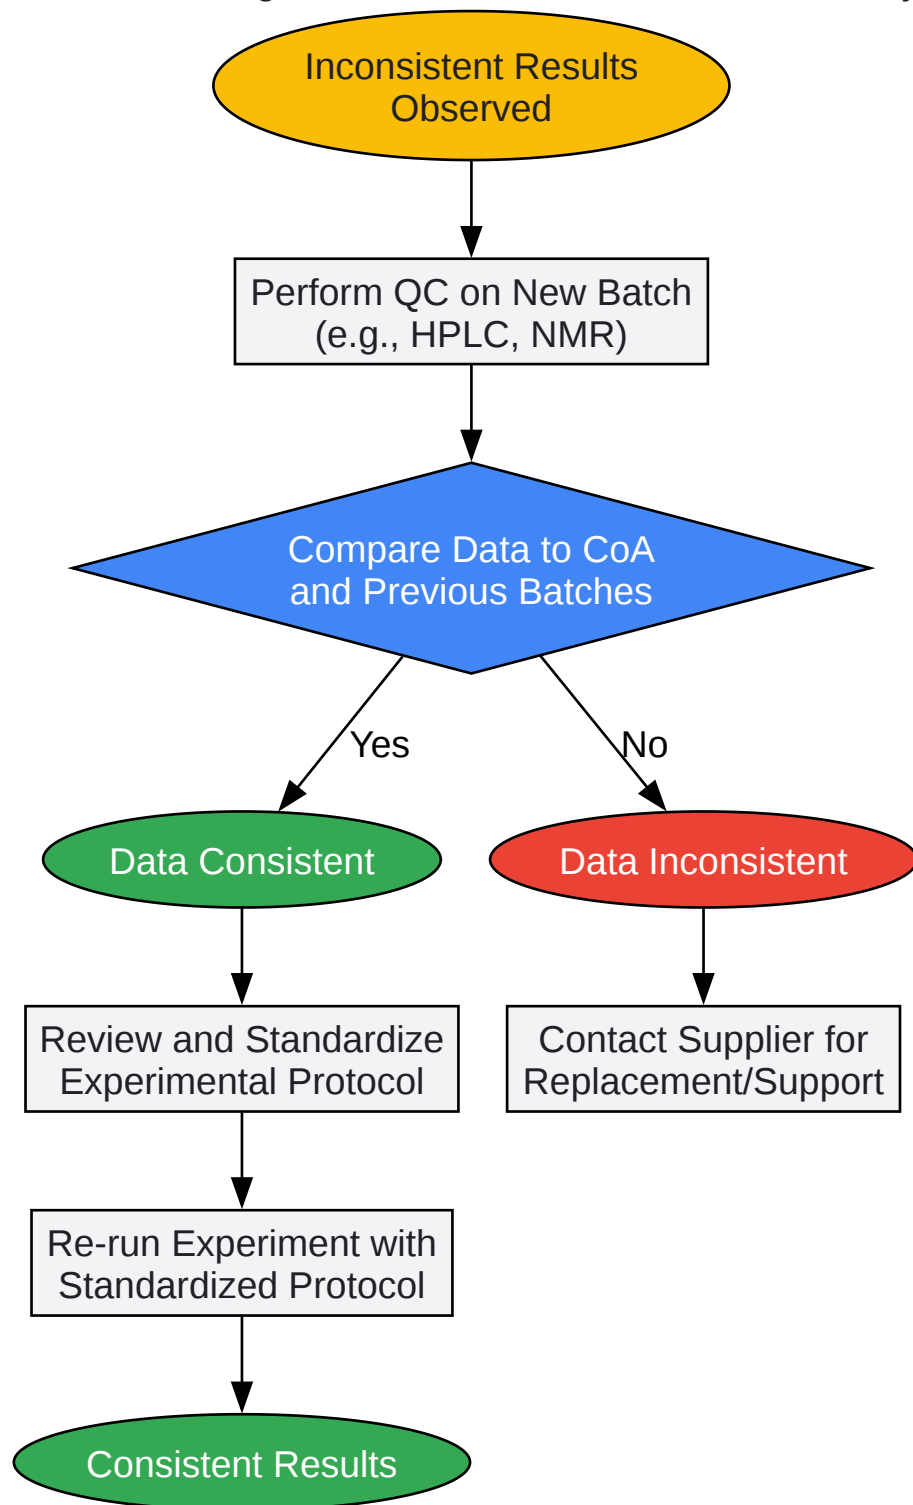 Inconsistent Results
Observed
Perform QC on New Batch
(e.g., HPLC, NMR)
Compare Data to CoA
and Previous Batches
Yes
No
Data Consistent
Data Inconsistent
Review and Standardize
Experimental Protocol
Contact Supplier for
Replacement/Support
Re-run Experiment with
Standardized Protocol
Consistent Results